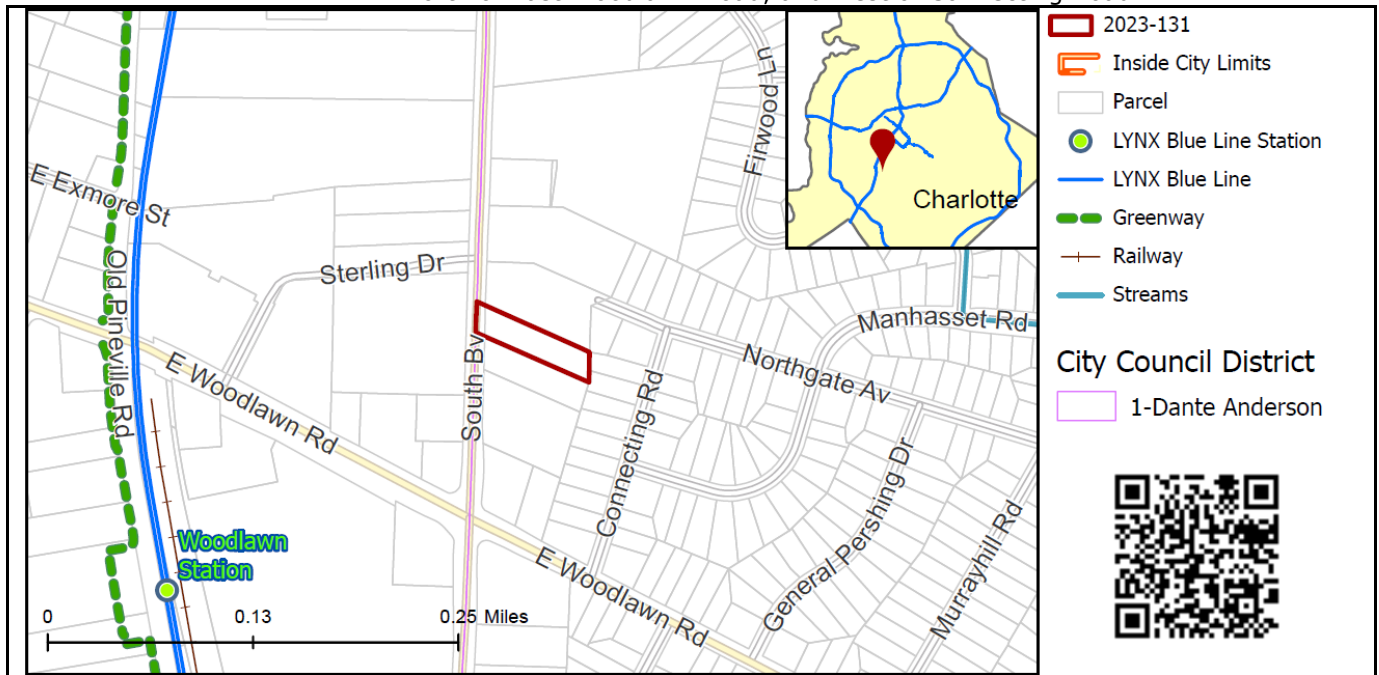 2023-131
Inside City Limits
Parcel
LYNX Blue Line Station
LYNX Blue Line
Greenway
Railway
Streams
City Council District
1-Dante Anderson
Charlotte
Firwood Ln
E Exmore St
Old Pineville Rd
Sterling Dr
South Bv
Manhasset Rd
Northgate Av
Connecting Rd
E Woodlawn Rd
General Pershing Dr
Murrayhill Rd
E Woodlawn Rd
Woodlawn
Station
0 0.13 0.25 Miles